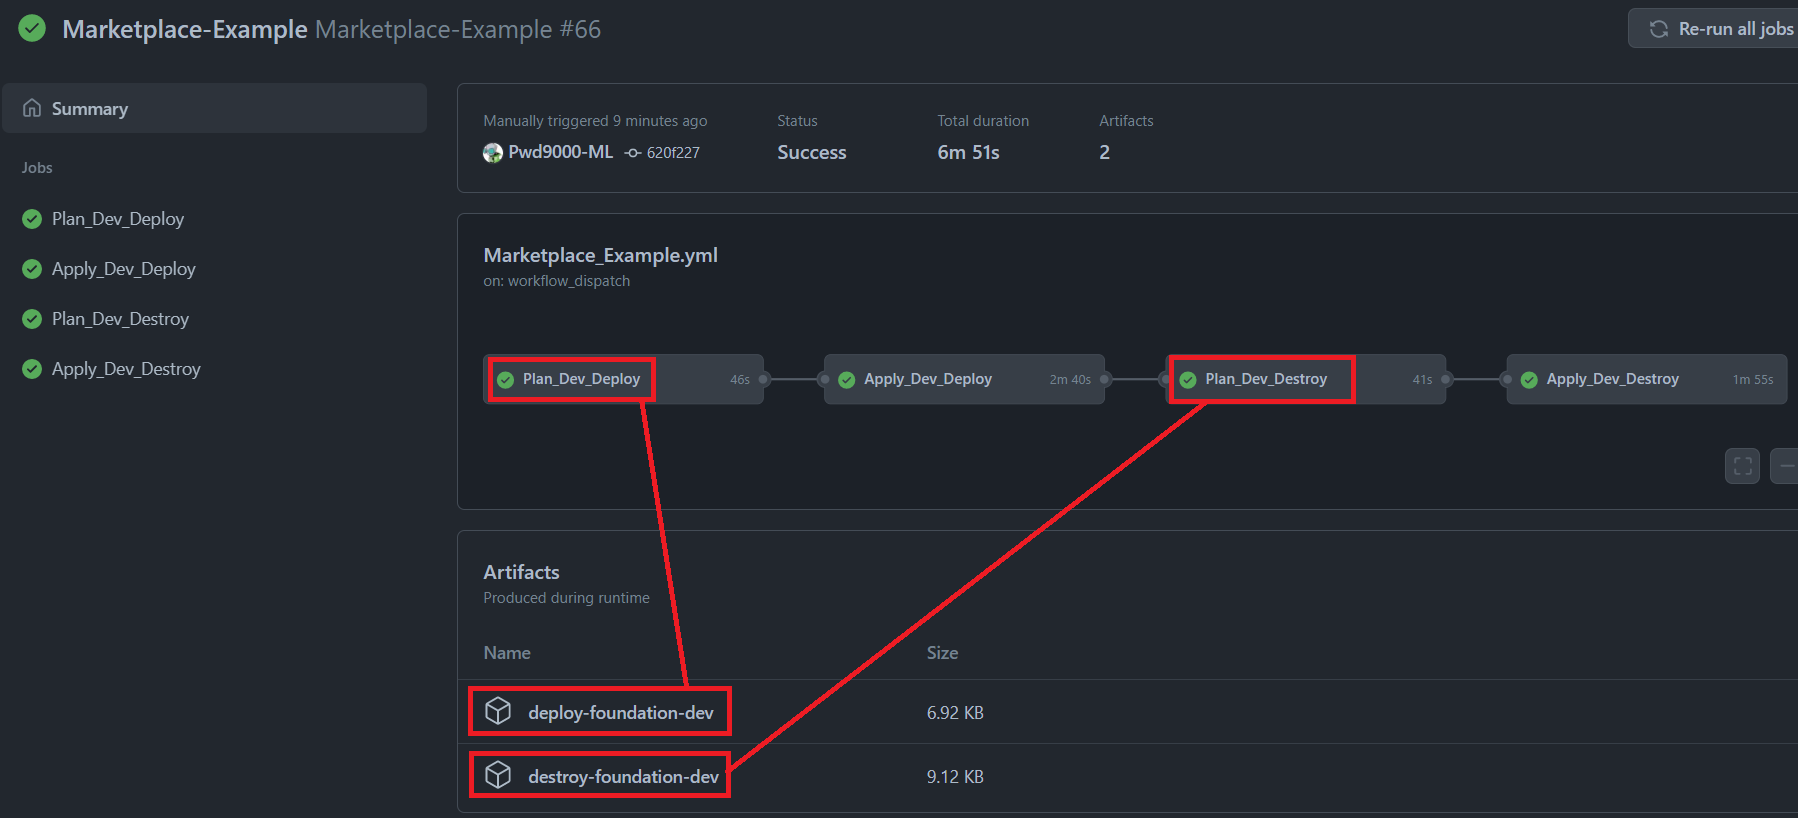 Marketplace-Example Marketplace-Example #66
Re-run all jobs
Summary
Jobs
Plan_Dev_Deploy
Apply_Dev_Deploy
Plan_Dev_Destroy
Apply_Dev_Destroy
Manually triggered 9 minutes ago
Pwd9000-ML 620f227
Status
Success
Total duration
6m 51s
Artifacts
2
Marketplace_Example.yml
on: workflow_dispatch
Plan_Dev_Deploy 46s
Apply_Dev_Deploy 2m 40s
Plan_Dev_Destroy 41s
Apply_Dev_Destroy 1m 55s
Artifacts
Produced during runtime
Name Size
deploy-foundation-dev 6.92 KB
destroy-foundation-dev 9.12 KB